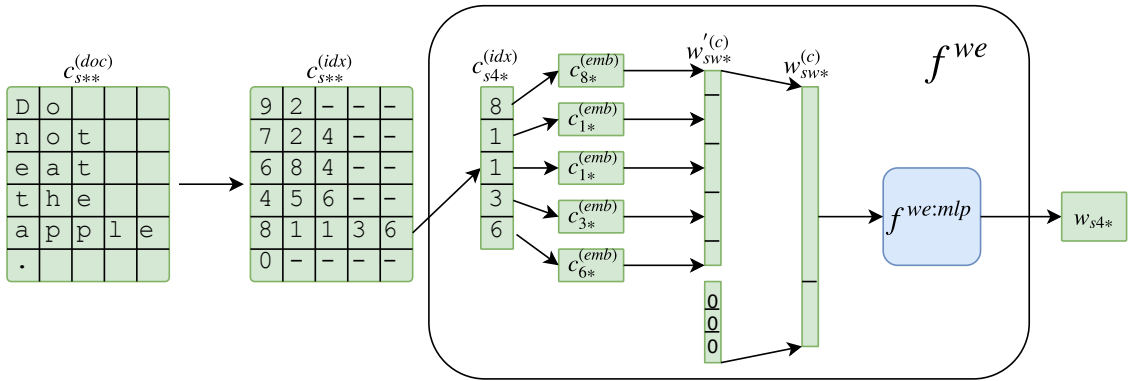 c_{s**}^{(doc)}
D o
n o t
e a t
t h e
a p p l e
.
c_{s**}^{(idx)}
9 2 - - -
7 2 4 - -
6 8 4 - -
4 5 6 - -
8 1 1 3 6
0 - - - -
c_{s4*}^{(idx)}
8
1
1
3
6
c_{8*}^{(emb)}
c_{1*}^{(emb)}
c_{1*}^{(emb)}
c_{3*}^{(emb)}
c_{6*}^{(emb)}
w_{sw*}^{'(c)}
0
0
0
w_{sw*}^{(c)}
f^{we}
f^{we:mlp}
w_{s4*}